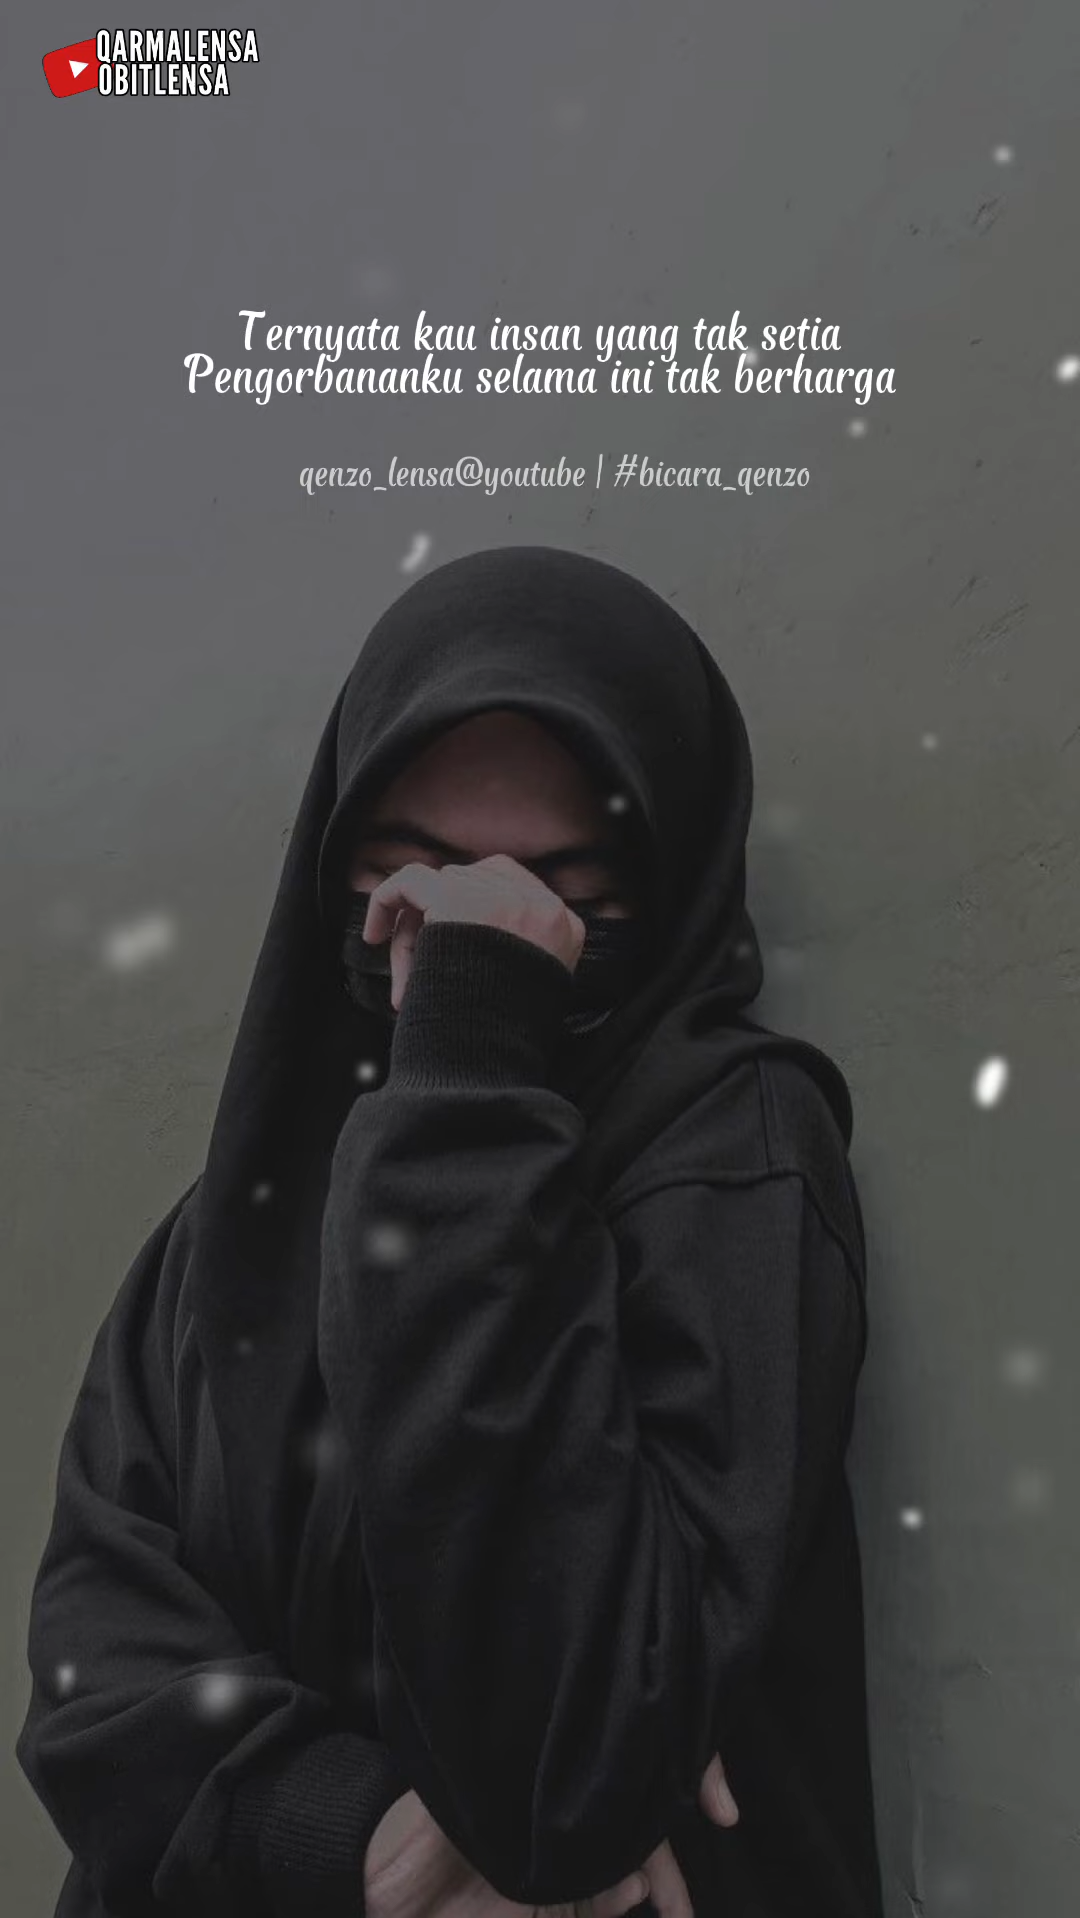 QARMALENSA
OBITLENSA
Ternyata kau insan yang tak setia
Pengorbananku selama ini tak berharga
qenzo_lensa@youtube | #bicara_qenzo